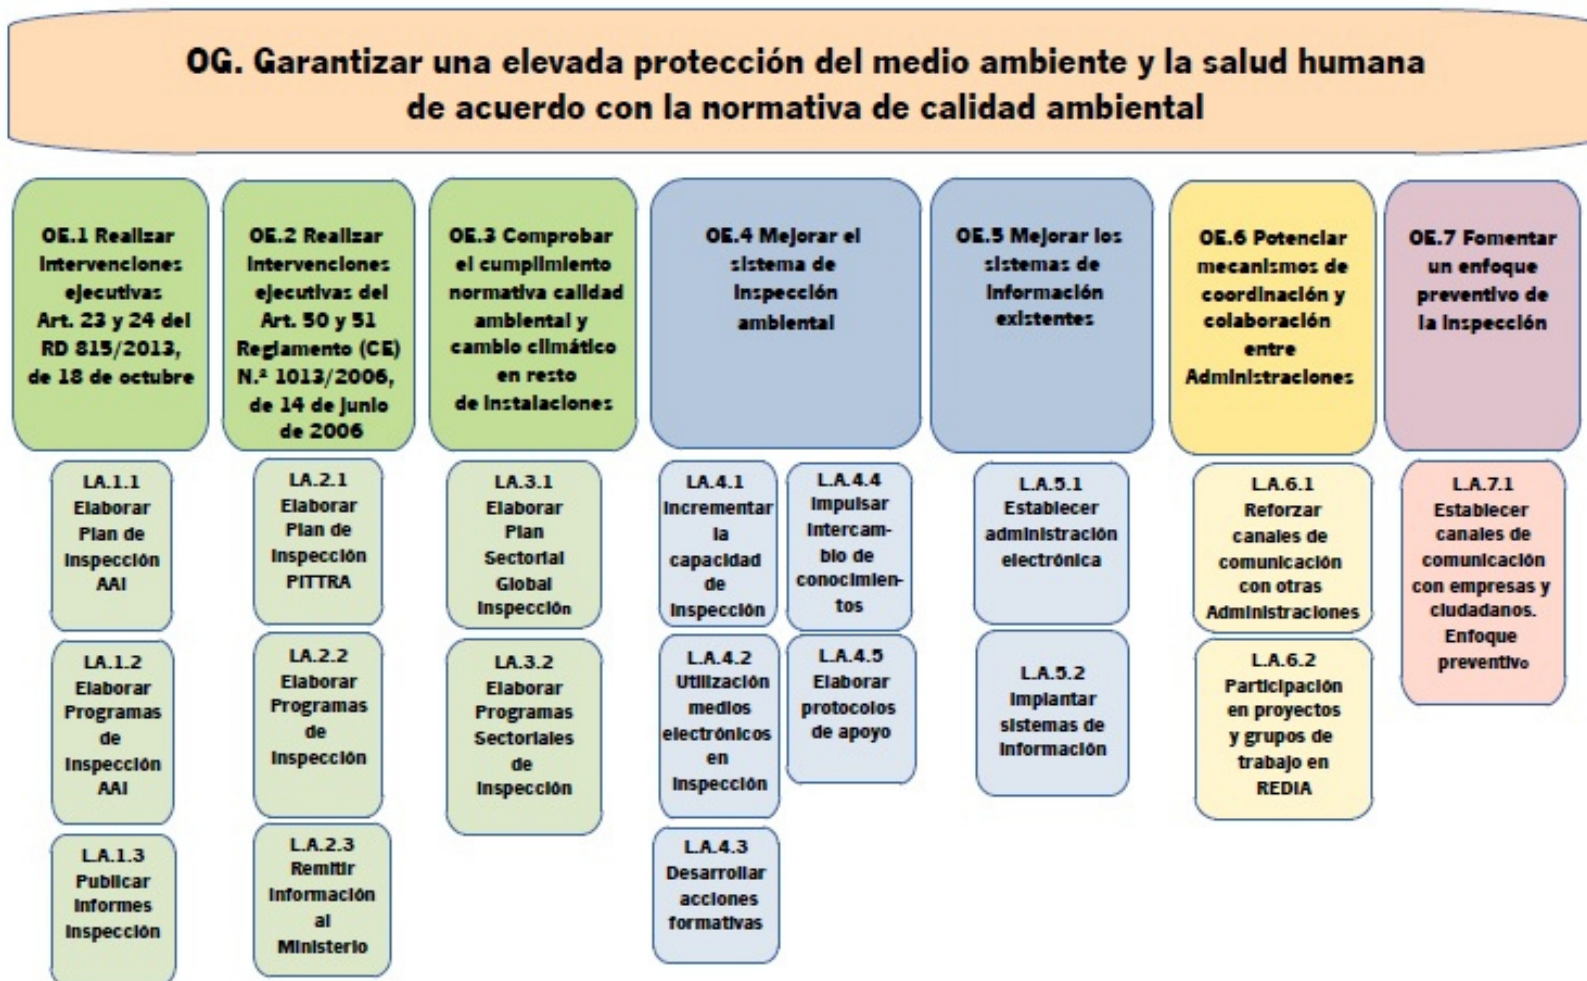 OG. Garantizar una elevada protección del medio ambiente y la salud humana
de acuerdo con la normativa de calidad ambiental
OE.1 Realizar
intervenciones
ejecutivas
Art. 23 y 24 del
RD 815/2013,
de 18 de octubre
OE.2 Realizar
intervenciones
ejecutivas del
Art. 50 y 51
Reglamento (CE)
N.º 1013/2006,
de 14 de junio
de 2006
OE.3 Comprobar
el cumplimiento
normativa calidad
ambiental y
cambio climático
en resto
de instalaciones
OE.4 Mejorar el
sistema de
inspección
ambiental
OE.5 Mejorar los
sistemas de
información
existentes
OE.6 Potenciar
mecanismos de
coordinación y
colaboración
entre
Administraciones
OE.7 Fomentar
un enfoque
preventivo de
la inspección
LA.1.1
Elaborar
Plan de
Inspección
AAI
LA.1.2
Elaborar
Programas
de
Inspección
AAI
L.A.1.3
Publicar
Informes
Inspección
LA.2.1
Elaborar
Plan de
Inspección
PITTRA
LA.2.2
Elaborar
Programas
de
Inspección
L.A.2.3
Remitir
Información
al
Ministerio
LA.3.1
Elaborar
Plan
Sectorial
Global
Inspección
LA.3.2
Elaborar
Programas
Sectoriales
de
Inspección
LA.4.1
Incrementar
la
capacidad
de
inspección
L.A.4.2
Utilización
medios
electrónicos
en
inspección
L.A.4.3
Desarrollar
acciones
formativas
L.A.4.4
Impulsar
intercam-
bio de
conocimien-
tos
L.A.4.5
Elaborar
protocolos
de apoyo
L.A.5.1
Establecer
administración
electrónica
L.A.5.2
Implantar
sistemas de
información
L.A.6.1
Reforzar
canales de
comunicación
con otras
Administraciones
L.A.6.2
Participación
en proyectos
y grupos de
trabajo en
REDIA
L.A.7.1
Establecer
canales de
comunicación
con empresas y
ciudadanos.
Enfoque
preventivo